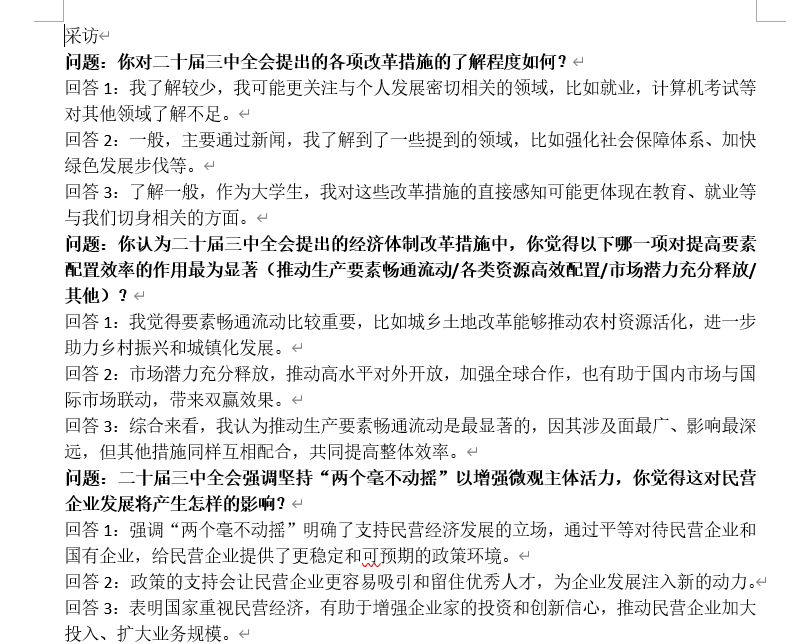 采访
问题：你对二十届三中全会提出的各项改革措施的了解程度如何？
回答 1：我了解较少，我可能更关注与个人发展密切相关的领域，比如就业，计算机考试等
对其他领域了解不足。
回答 2：一般，主要通过新闻，我了解到了一些提到的领域，比如强化社会保障体系、加快
绿色发展步伐等。
回答 3：了解一般，作为大学生，我对这些改革措施的直接感知可能更体现在教育、就业等
与我们切身相关的方面。
问题：你认为二十届三中全会提出的经济体制改革措施中，你觉得以下哪一项对提高要素
配置效率的作用最为显著（推动生产要素畅通流动/各类资源高效配置/市场潜力充分释放/
其他）？
回答 1：我觉得要素畅通流动比较重要，比如城乡土地改革能够推动农村资源活化，进一步
助力乡村振兴和城镇化发展。
回答 2：市场潜力充分释放，推动高水平对外开放，加强全球合作，也有助于国内市场与国
际市场联动，带来双赢效果。
回答 3：综合来看，我认为推动生产要素畅通流动是最显著的，因其涉及面最广、影响最深
远，但其他措施同样互相配合，共同提高整体效率。
问题：二十届三中全会强调坚持“两个毫不动摇”以增强微观主体活力，你觉得这对民营
企业发展将产生怎样的影响？
回答 1：强调“两个毫不动摇”明确了支持民营经济发展的立场，通过平等对待民营企业和
国有企业，给民营企业提供了更稳定和可预期的政策环境。
回答 2：政策的支持会让民营企业更容易吸引和留住优秀人才，为企业发展注入新的动力。
回答 3：表明国家重视民营经济，有助于增强企业家的投资和创新信心，推动民营企业加大
投入、扩大业务规模。